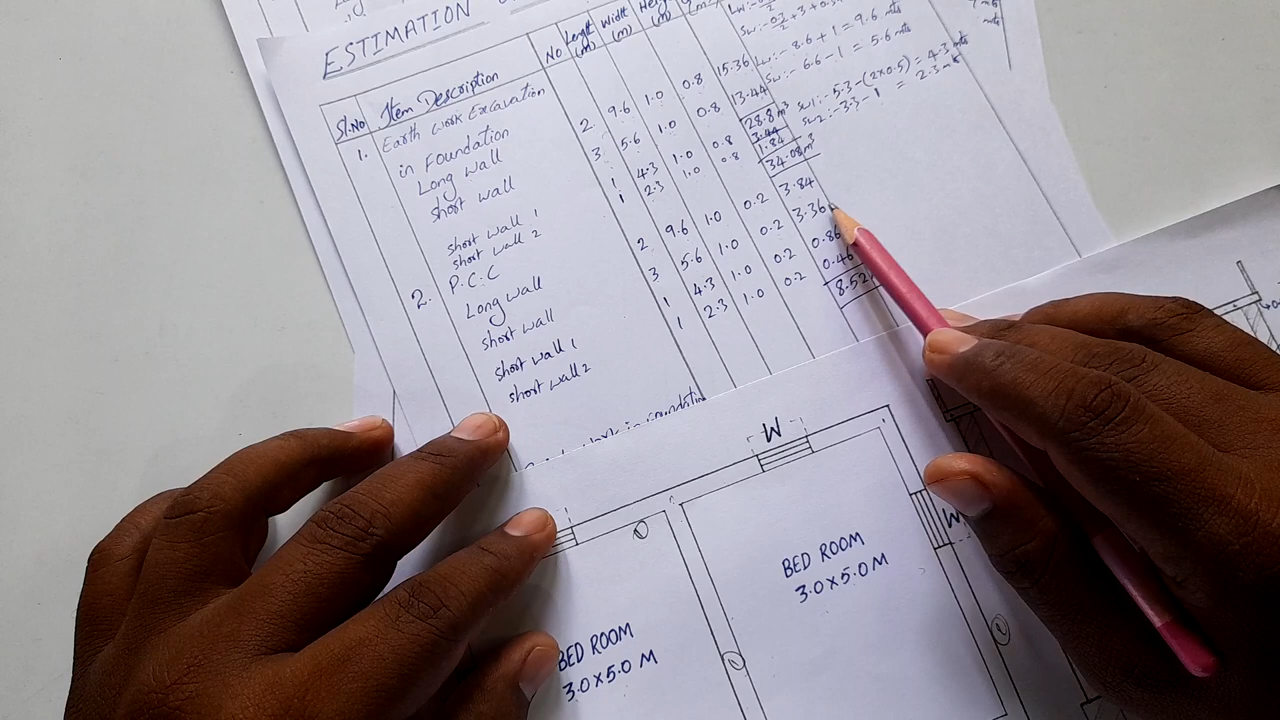 ESTIMATION
Sl.No Item Description No Length (m) Width (m) (m)
1. Earth work Excavation
in Foundation
Long wall 2 9.6 1.0 0.8 15.36
short wall 3 5.6 1.0 0.8 13.44
28.8 m³
short wall 1 1 4.3 1.0 0.8 3.44
short wall 2 1 2.3 1.0 0.8 1.84
34.08 m³
2. P.C.C
Long wall 2 9.6 1.0 0.2 3.84
short wall 3 5.6 1.0 0.2 3.36
short wall 1 1 4.3 1.0 0.2 0.86
short wall 2 1 2.3 1.0 0.2 0.46
8.52
Lw:- 8.6 + 1 = 9.6 mts
Sw:- 6.6 - 1 = 5.6 mts
Sw1:- 5.3 - (2x0.5) = 4.3 mts
Sw2:- 3.3 - 1 = 2.3 m
W
W
BED ROOM
3.0 X 5.0 M
BED ROOM
3.0 X 5.0 M